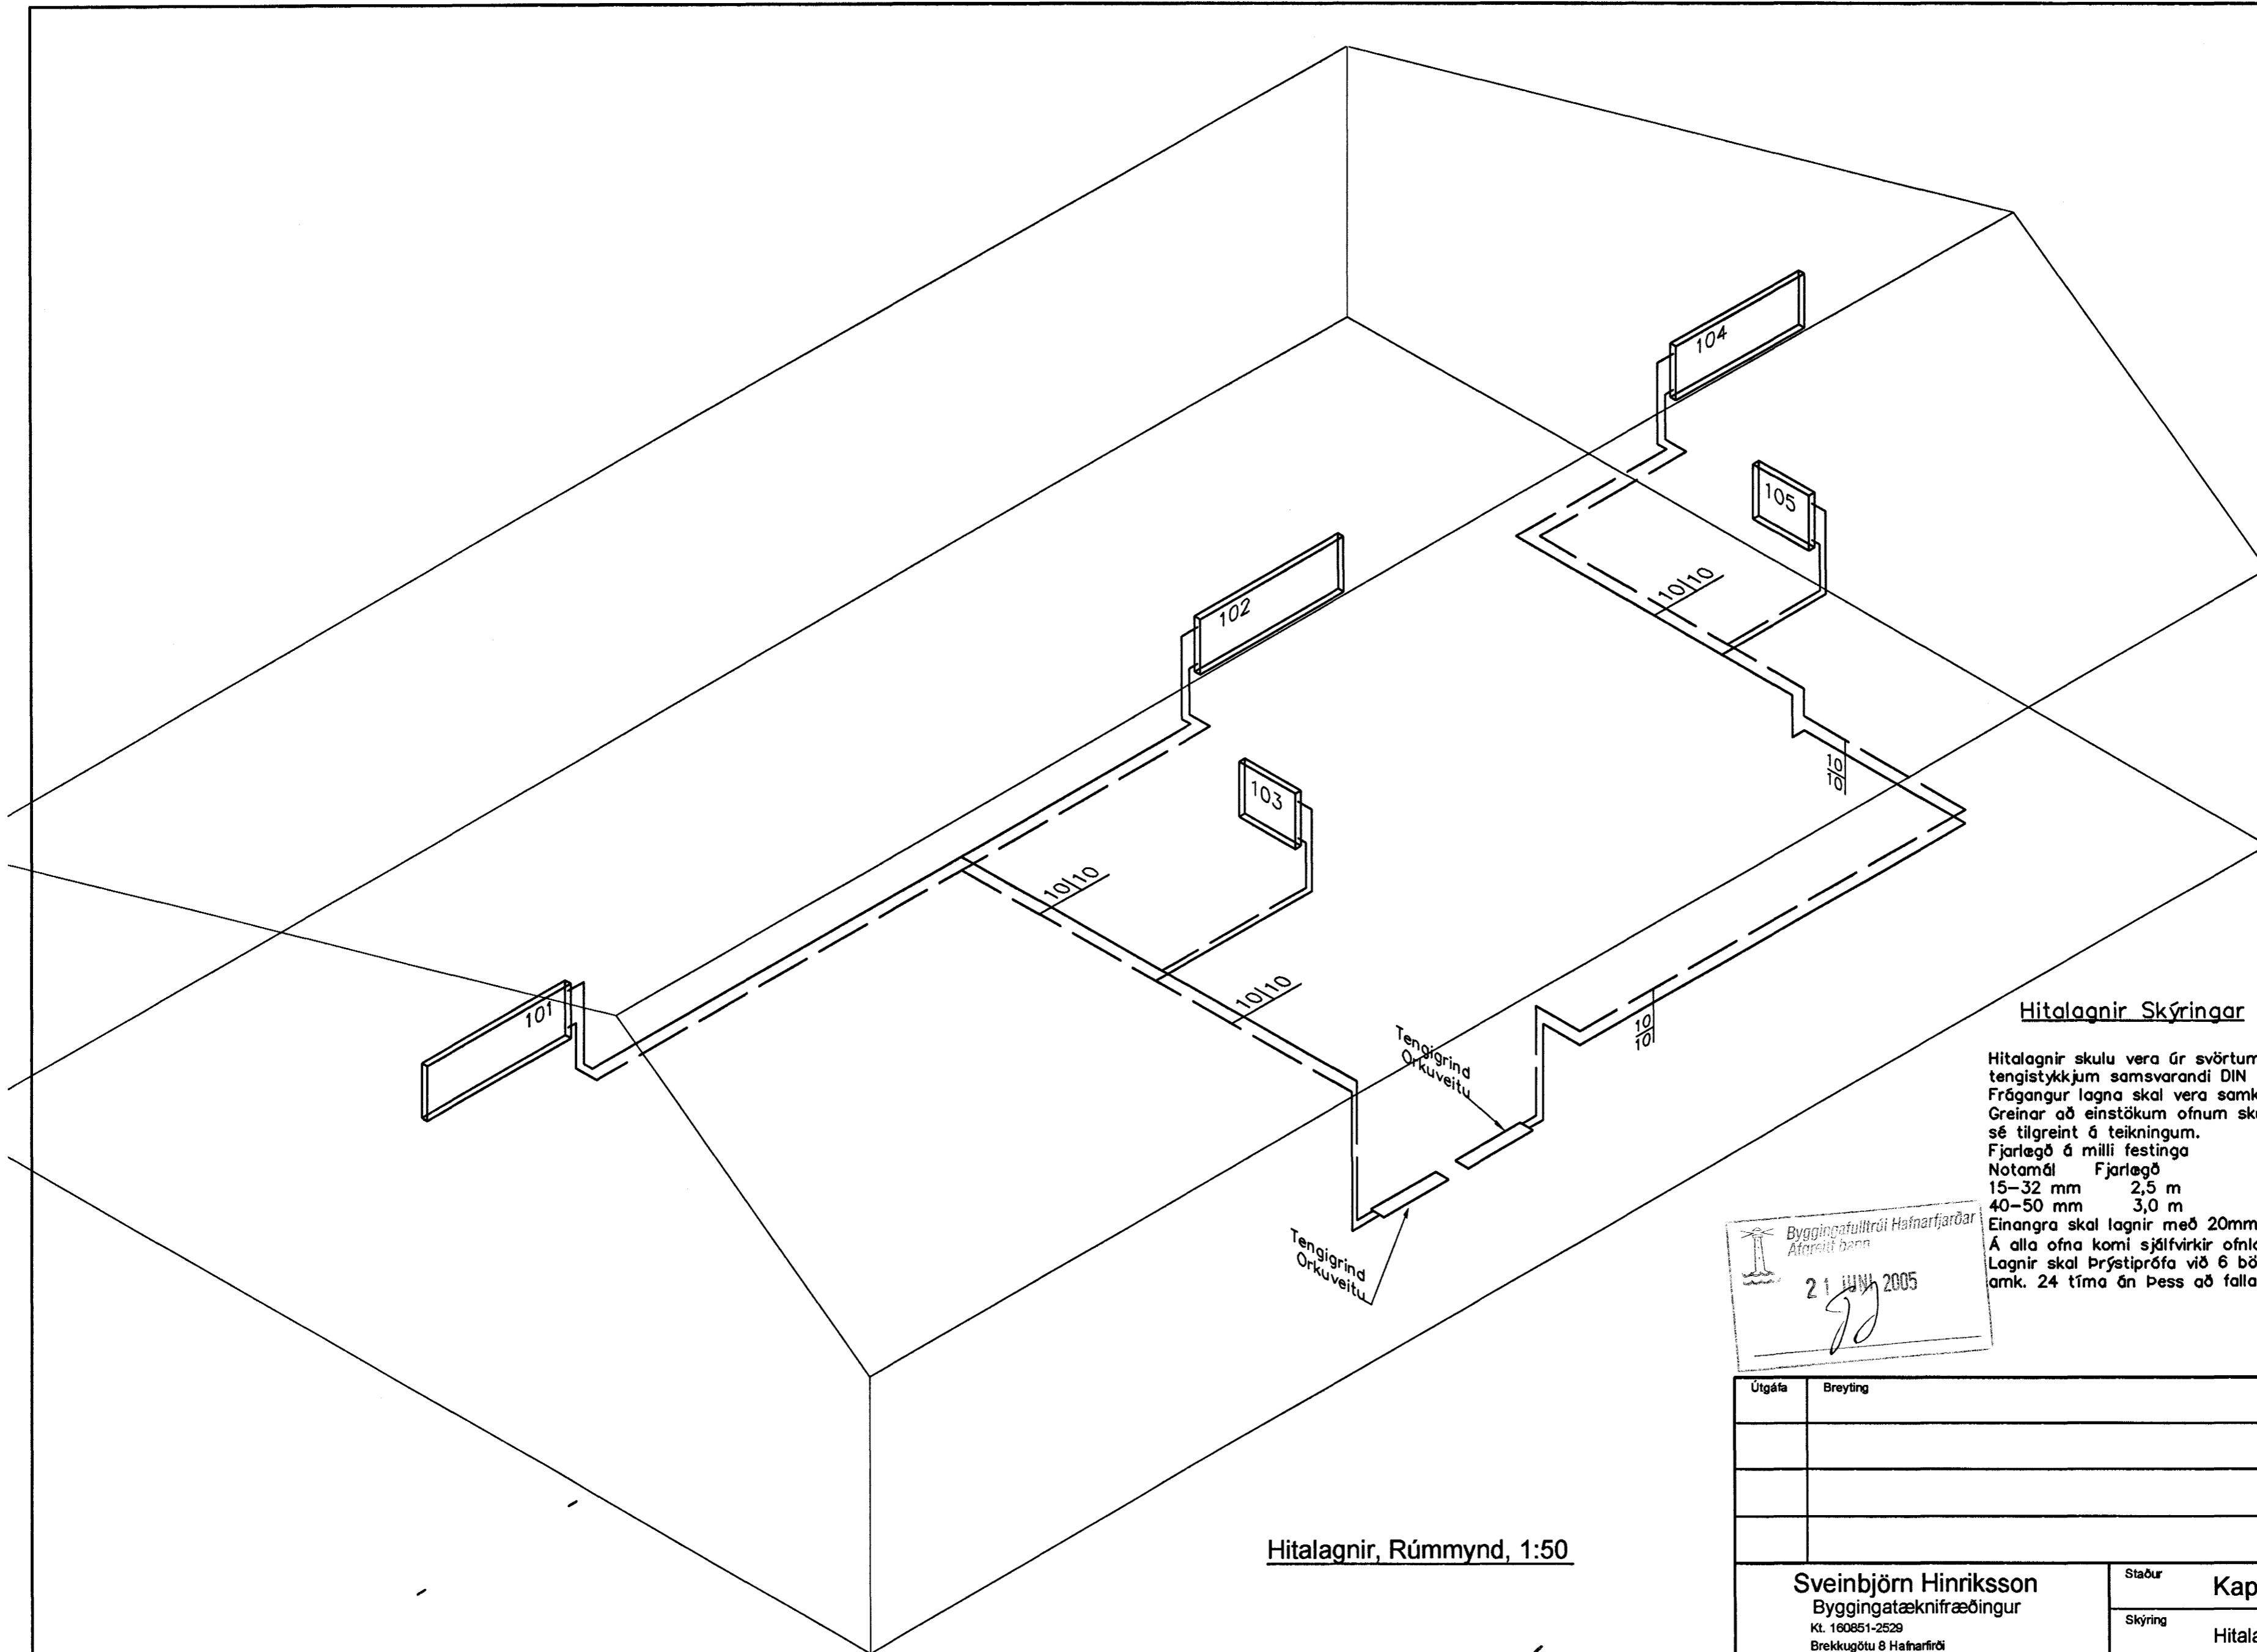 104
105
10|10
102
103
10|10
10
10
101
10|10
10
10
Tengigrind
Orkuveitu
Tengigrind
Orkuveitu
Hitalagnir Skýringar
Hitalagnir skulu vera úr svörtum
tengistykkjum samsvarandi DIN
Frágangur lagna skal vera samk
Greinar að einstökum ofnum sk
sé tilgreint á teikningum.
Fjarlægð á milli festinga
Notamál Fjarlægð
15-32 mm 2,5 m
40-50 mm 3,0 m
Einangra skal lagnir með 20mm
Á alla ofna komi sjálfvirkir ofnl
Lagnir skal Þrýstiprófa við 6 bö
amk. 24 tíma án Þess að falla
Byggingafulltrúi Hafnarfjarðar
Afgreitt þann
21 JÚNÍ 2005
Hitalagnir, Rúmmynd, 1:50
Útgáfa Breyting
Sveinbjörn Hinriksson
Byggingatæknifræðingur
Kt. 160851-2529
Brekkugötu 8 Hafnarfirði
Staður Kap
Skýring Hitala